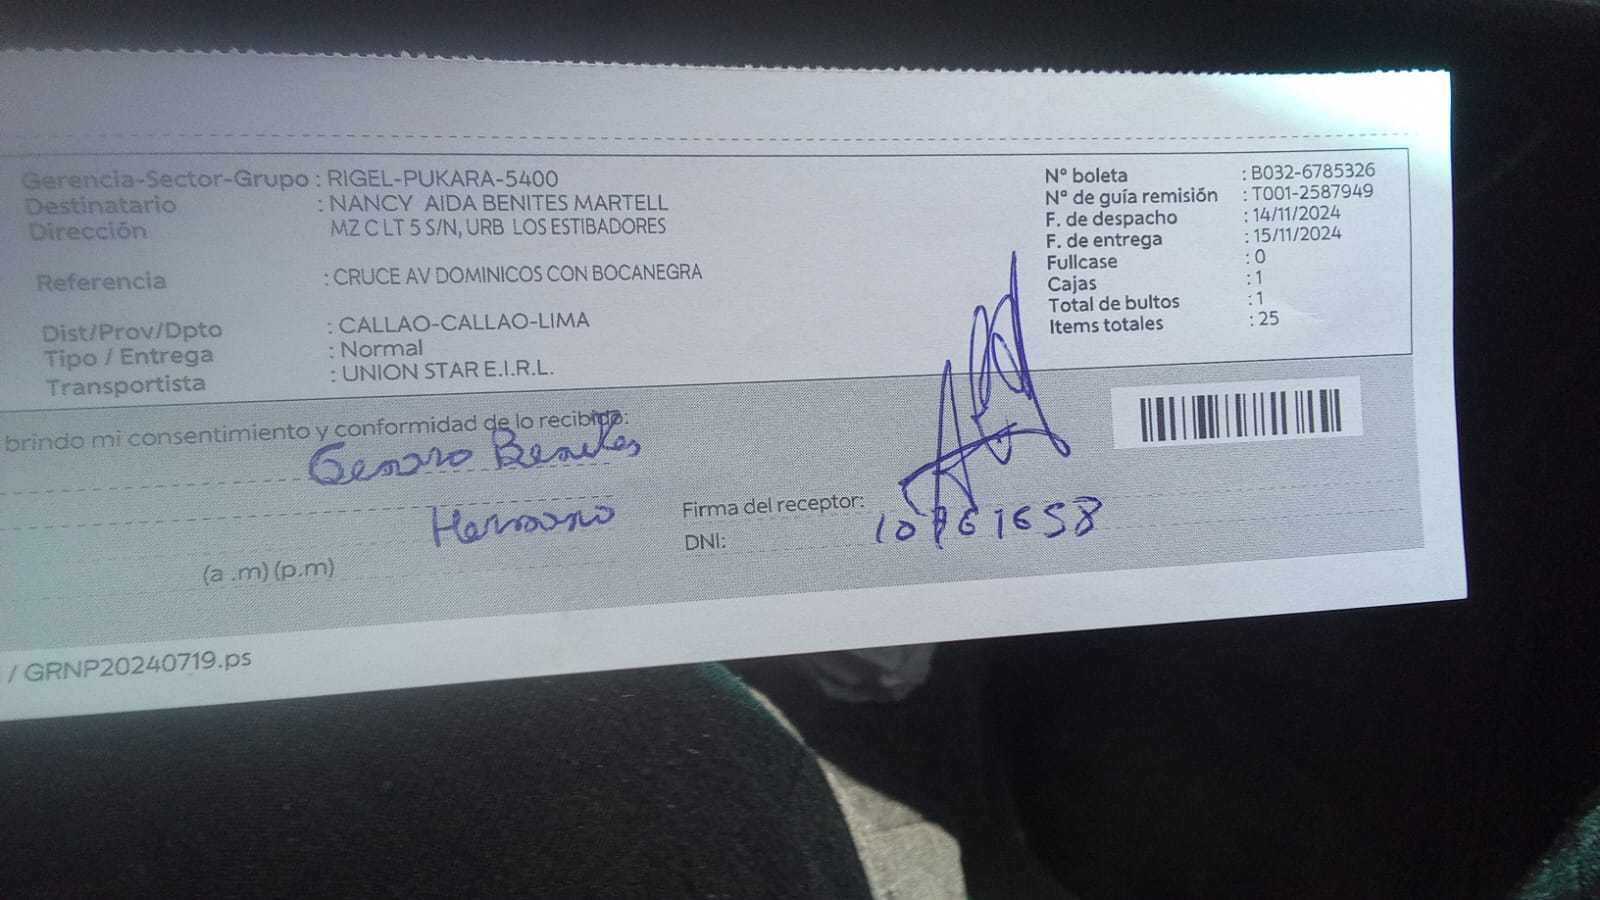 Gerencia-Sector-Grupo : RIGEL-PUKARA-5400
Destinatario : NANCY AIDA BENITES MARTELL
Dirección MZ C LT 5 S/N, URB LOS ESTIBADORES
Referencia : CRUCE AV DOMINICOS CON BOCANEGRA
Dist/Prov/Dpto : CALLAO-CALLAO-LIMA
Tipo / Entrega : Normal
Transportista : UNION STAR E.I.R.L.
Nº boleta : B032-6785326
Nº de guía remisión : T001-2587949
F. de despacho : 14/11/2024
F. de entrega : 15/11/2024
Fullcase : 0
Cajas : 1
Total de bultos : 1
Items totales : 25
brindo mi consentimiento y conformidad de lo recibido:
Genaro Benites
Hermano
Firma del receptor:
DNI:
(a .m) (p.m)
/ GRNP20240719.ps